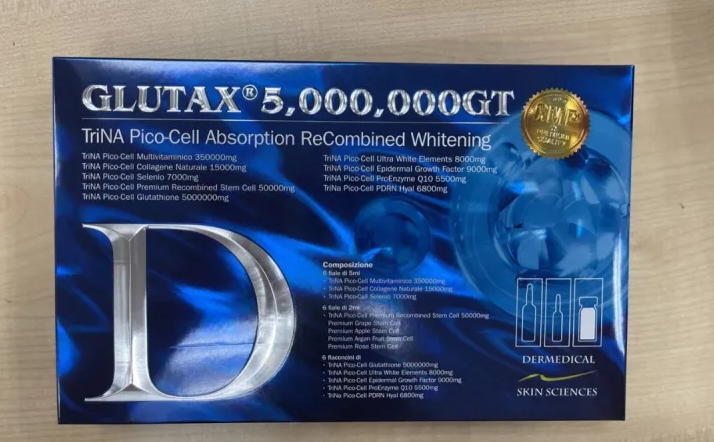 GLUTAX® 5,000,000GT
TriNA Pico-Cell Absorption ReCombined Whitening
TriNA Pico-Cell Multivitaminico 350000mg
TriNA Pico-Cell Collagene Naturale 15000mg
TriNA Pico-Cell Selenio 7000mg
TriNA Pico-Cell Premium Recombined Stem Cell 50000mg
TriNA Pico-Cell Glutathione 5000000mg
TriNA Pico-Cell Ultra White Elements 8000mg
TriNA Pico-Cell Epidermal Growth Factor 9000mg
TriNA Pico-Cell ProEnzyme Q10 5500mg
TriNa Pico-Cell PDRN Hyal 6800mg
PREMIUM
QUALITY
D
Composizione
6 fiale di 5ml
- TriNA Pico-Cell Multivitaminico 350000mg
- TriNA Pico-Cell Collagene Naturale 15000mg
- TriNA Pico-Cell Selenio 7000mg
6 fiale di 2ml
- TriNA Pico-Cell Premium Recombined Stem Cell 50000mg
Premium Grape Stem Cell
Premium Apple Stem Cell
Premium Argan Fruit Stem Cell
Premium Rose Stem Cell
6 flaconcini di
- TriNA Pico-Cell Glutathione 5000000mg
- TriNA Pico-Cell Ultra White Elements 8000mg
- TriNA Pico-Cell Epidermal Growth Factor 9000mg
- TriNA Pico-Cell ProEnzyme Q10 5500mg
- TriNa Pico-Cell PDRN Hyal 6800mg
DERMEDICAL
SKIN SCIENCES